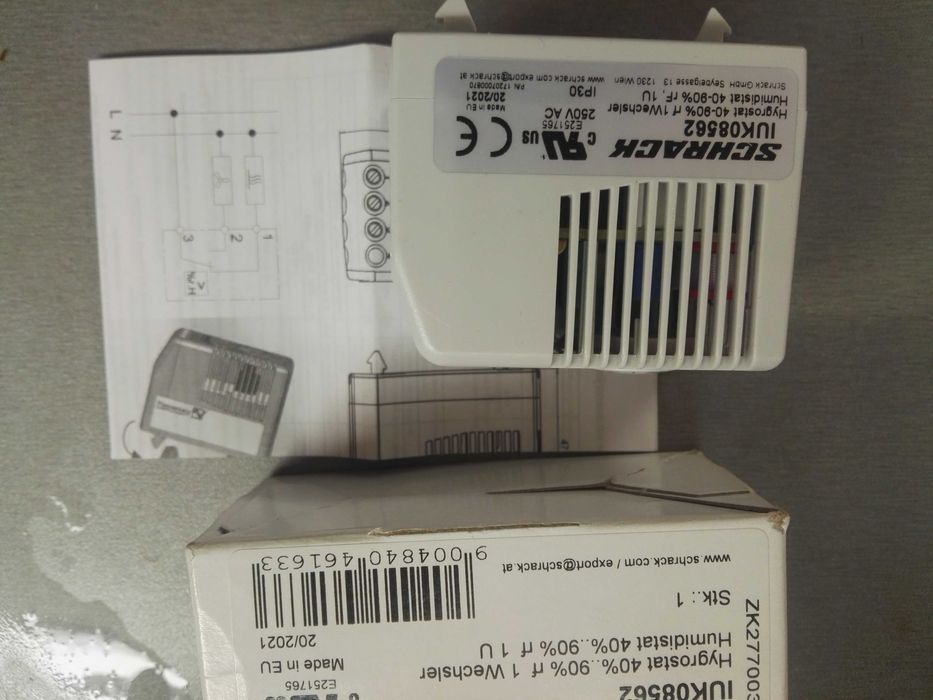 SCHRACK
IUK08562
Hygrostat 40-90% rf 1Wechsler
Humidistat 40-90% rF, 1U
Schrack GmbH Seybelgasse 13 1230 Wien
c UL US
E251765
250V AC
IP30
CE
Made in EU
20/2021
P/N 1720700870
www.schrack.com export@schrack.at
L
N
1
2
3
>
%r.H
IUK08562
Hygrostat 40%..90% rf 1 Wechsler
Humidistat 40%..90% rf 1 U
Stk.: 1
www.schrack.com / export@schrack.at
E251765
Made in EU
20/2021
9 004840 461633